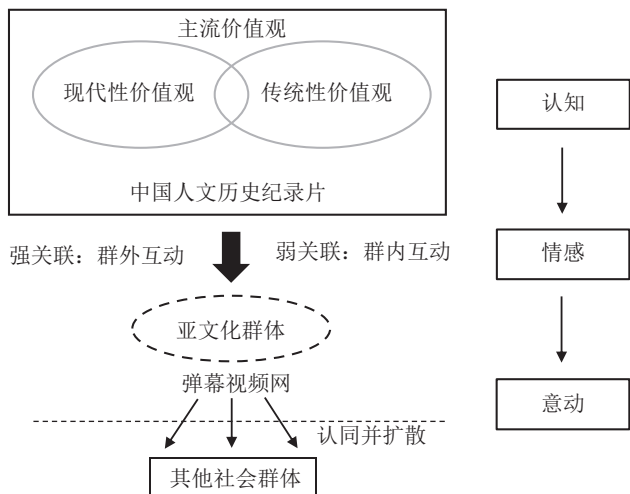 主流价值观
现代性价值观
传统性价值观
中国人文历史纪录片
强关联：群外互动
弱关联：群内互动
亚文化群体
弹幕视频网
认同并扩散
其他社会群体
认知
情感
意动